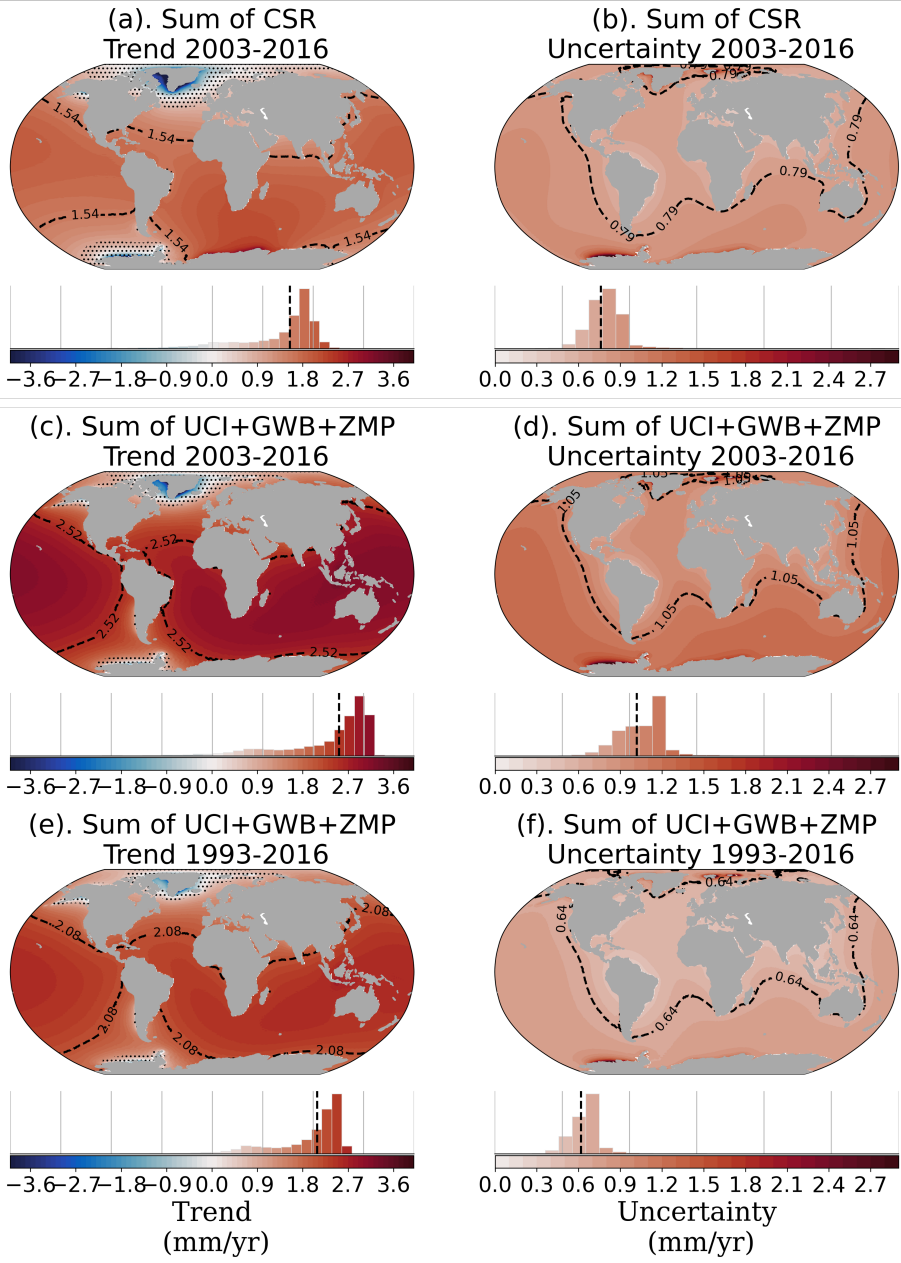 (a). Sum of CSR
Trend 2003-2016
(b). Sum of CSR
Uncertainty 2003-2016
1.54
1.54
1.54
1.54
1.54
0.79
0.79
0.79
0.79
0.79
0.79
−3.6 −2.7 −1.8 −0.9 0.0 0.9 1.8 2.7 3.6
0.0 0.3 0.6 0.9 1.2 1.5 1.8 2.1 2.4 2.7
(c). Sum of UCI+GWB+ZMP
Trend 2003-2016
(d). Sum of UCI+GWB+ZMP
Uncertainty 2003-2016
2.52
2.52
2.52
2.52
2.52
1.05
1.05
1.05
1.05
1.05
1.05
−3.6 −2.7 −1.8 −0.9 0.0 0.9 1.8 2.7 3.6
0.0 0.3 0.6 0.9 1.2 1.5 1.8 2.1 2.4 2.7
(e). Sum of UCI+GWB+ZMP
Trend 1993-2016
(f). Sum of UCI+GWB+ZMP
Uncertainty 1993-2016
2.08
2.08
2.08
2.08
2.08
2.08
0.64
0.64
0.64
0.64
0.64
−3.6 −2.7 −1.8 −0.9 0.0 0.9 1.8 2.7 3.6
0.0 0.3 0.6 0.9 1.2 1.5 1.8 2.1 2.4 2.7
Trend
(mm/yr)
Uncertainty
(mm/yr)